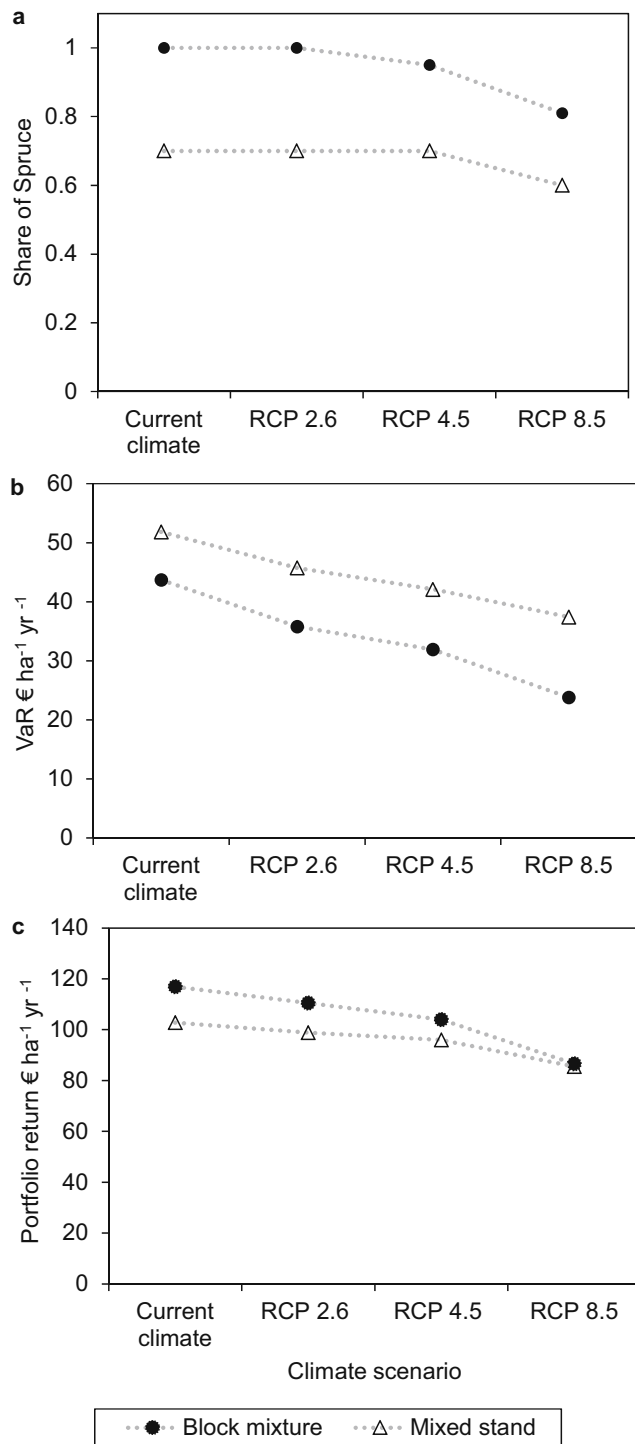 a
Share of Spruce
1
0.8
0.6
0.4
0.2
0
Current climate
RCP 2.6
RCP 4.5
RCP 8.5
b
VaR € ha⁻¹ yr ⁻¹
60
50
40
30
20
10
0
Current climate
RCP 2.6
RCP 4.5
RCP 8.5
c
Portfolio return € ha⁻¹ yr ⁻¹
140
120
100
80
60
40
20
0
Current climate
RCP 2.6
RCP 4.5
RCP 8.5
Climate scenario
Block mixture
Mixed stand